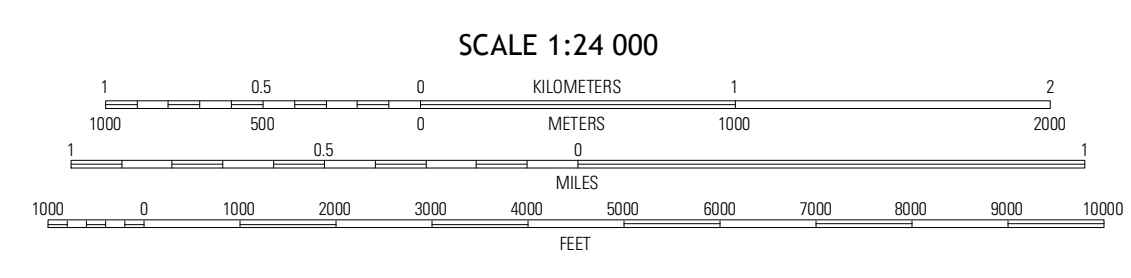 SCALE 1:24 000
1 0.5 0 KILOMETERS 1 2
1000 500 0 METERS 1000 2000
1 0.5 0 1
MILES
1000 0 1000 2000 3000 4000 5000 6000 7000 8000 9000 10000
FEET